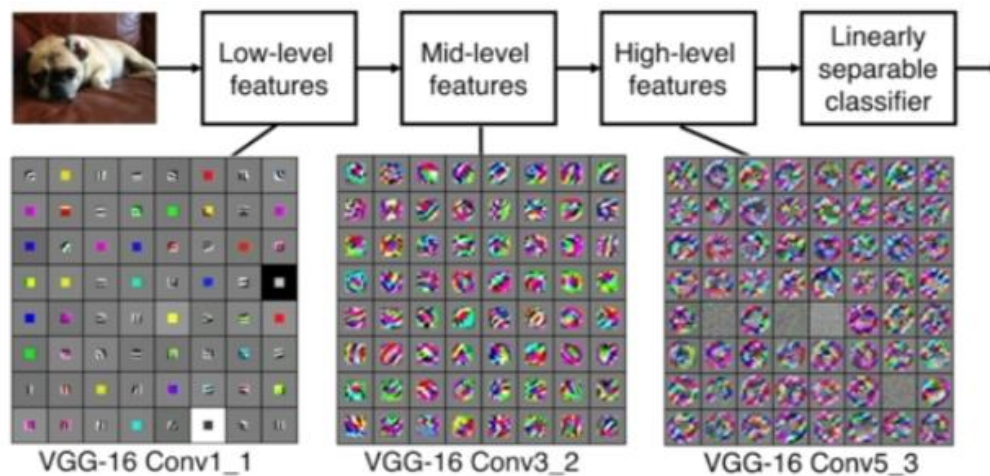 Low-level
features
Mid-level
features
High-level
features
Linearly
separable
classifier
VGG-16 Conv1_1
VGG-16 Conv3_2
VGG-16 Conv5_3